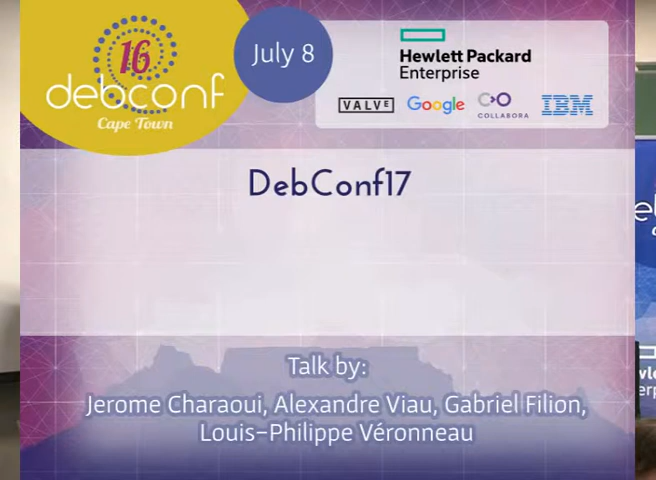 16
debconf
Cape Town
July 8
Hewlett Packard
Enterprise
VALVE
Google
COLLABORA
IBM
DebConf17
Talk by:
Jerome Charaoui, Alexandre Viau, Gabriel Filion,
Louis-Philippe Véronneau